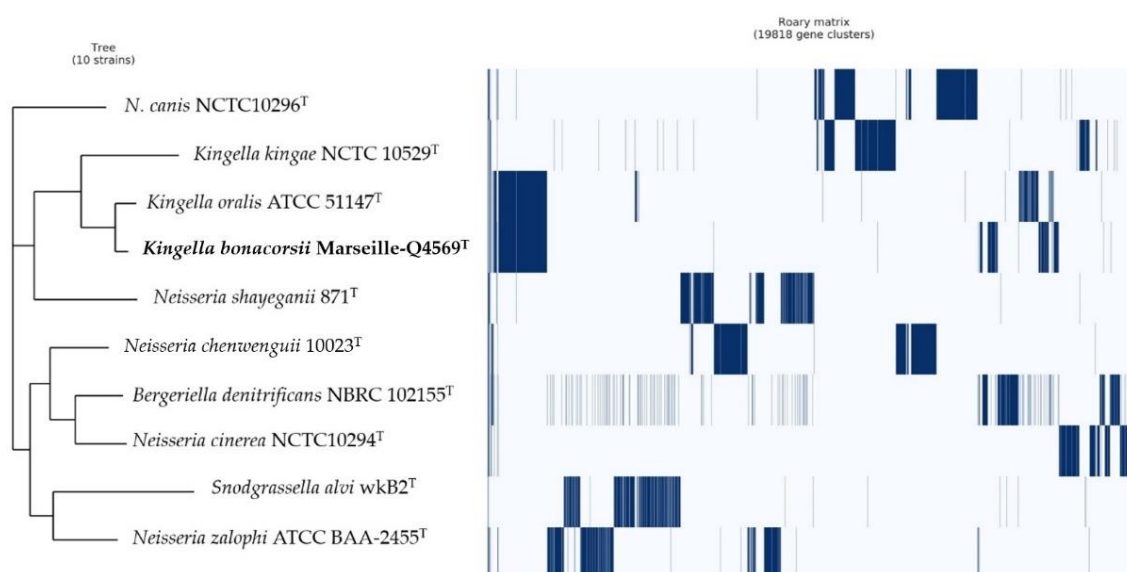 Tree
(10 strains)
Roary matrix
(19818 gene clusters)
N. canis NCTC10296ᵀ
Kingella kingae NCTC 10529ᵀ
Kingella oralis ATCC 51147ᵀ
Kingella bonacorsii Marseille-Q4569ᵀ
Neisseria shayeganii 871ᵀ
Neisseria chenwenguii 10023ᵀ
Bergeriella denitrificans NBRC 102155ᵀ
Neisseria cinerea NCTC10294ᵀ
Snodgrassella alvi wkB2ᵀ
Neisseria zalophi ATCC BAA-2455ᵀ